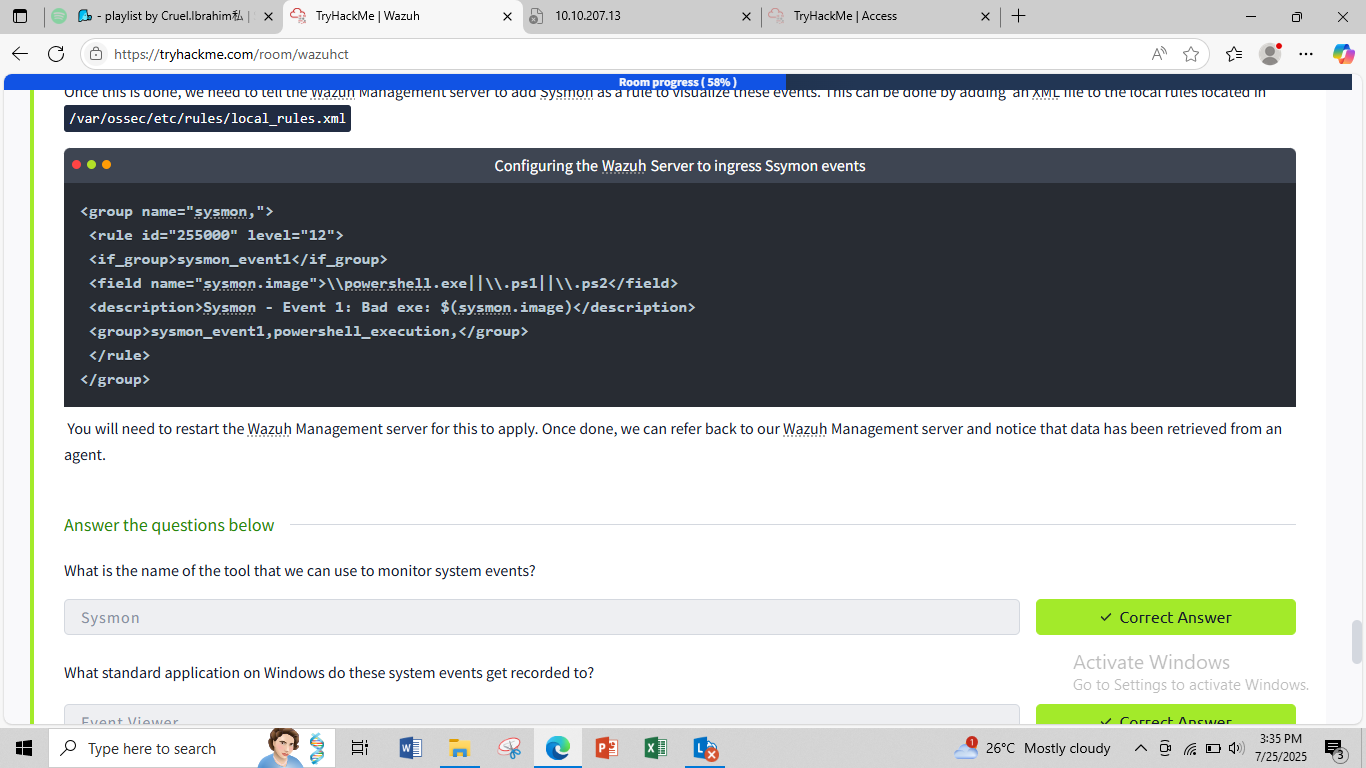 - playlist by Cruel.Ibrahim私
TryHackMe | Wazuh
10.10.207.13
TryHackMe | Access
https://tryhackme.com/room/wazuhct
Room progress ( 58% )
Once this is done, we need to tell the Wazuh Management server to add Sysmon as a rule to visualize these events. This can be done by adding an XML file to the local rules located in
/var/ossec/etc/rules/local_rules.xml
Configuring the Wazuh Server to ingress Ssymon events
<group name="sysmon,">
<rule id="255000" level="12">
<if_group>sysmon_event1</if_group>
<field name="sysmon.image">\\powershell.exe||\\.ps1||\\.ps2</field>
<description>Sysmon - Event 1: Bad exe: $(sysmon.image)</description>
<group>sysmon_event1,powershell_execution,</group>
</rule>
</group>
You will need to restart the Wazuh Management server for this to apply. Once done, we can refer back to our Wazuh Management server and notice that data has been retrieved from an
agent.
Answer the questions below
What is the name of the tool that we can use to monitor system events?
Sysmon
✓ Correct Answer
What standard application on Windows do these system events get recorded to?
Activate Windows
Go to Settings to activate Windows.
Event Viewer
✓ Correct Answer
Type here to search
1
26°C Mostly cloudy
3:35 PM
7/25/2025
3